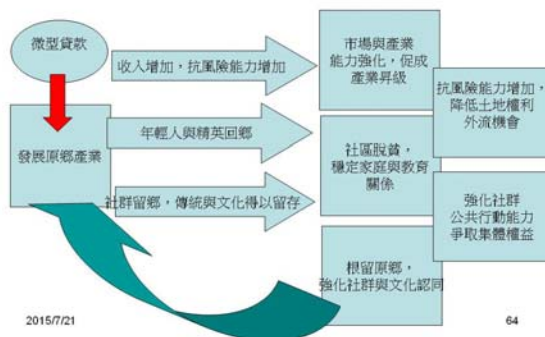 微型貸款
發展原鄉產業
收入增加，抗風險能力增加
年輕人與精英回鄉
社群留鄉，傳統與文化得以留存
市場與產業
能力強化，促成
產業昇級
抗風險能力增加，
降低土地權利
外流機會
社區脫貧，
穩定家庭與教育
關係
強化社群
公共行動能力
爭取集體權益
根留原鄉，
強化社群與文化認同
2015/7/21
64